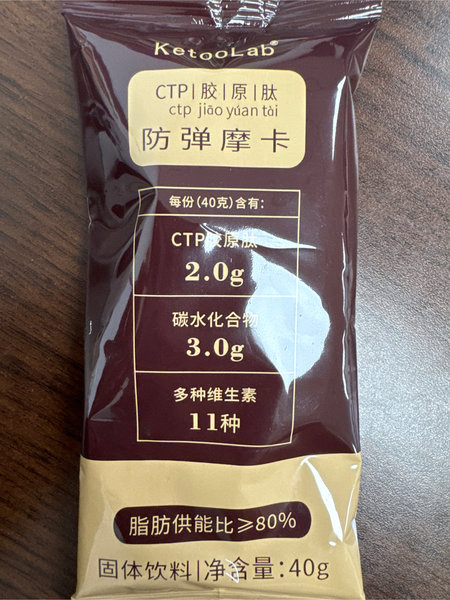 KetooLab®
CTP|胶|原|肽
ctp jiāo yuán tài
防弹摩卡
每份(40克)含有:
CTP胶原肽
2.0g
碳水化合物
3.0g
多种维生素
11种
脂肪供能比≥80%
固体饮料|净含量:40g